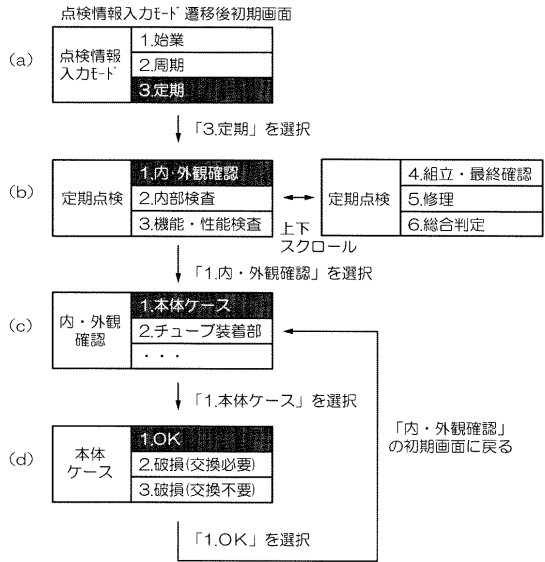 点検情報入力ﾓｰﾄﾞ遷移後初期画面
(a)
点検情報
入力ﾓｰﾄﾞ
1.始業
2.周期
3.定期
「3.定期」を選択
(b)
定期点検
1.内・外観確認
2.内部検査
3.機能・性能検査
上下
スクロール
定期点検
4.組立・最終確認
5.修理
6.総合判定
「1.内・外観確認」を選択
(c)
内・外観
確認
1.本体ケース
2.チューブ装着部
・・・
「1.本体ケース」を選択
「内・外観確認」
の初期画面に戻る
(d)
本体
ケース
1.OK
2.破損(交換必要)
3.破損(交換不要)
「1.OK」を選択